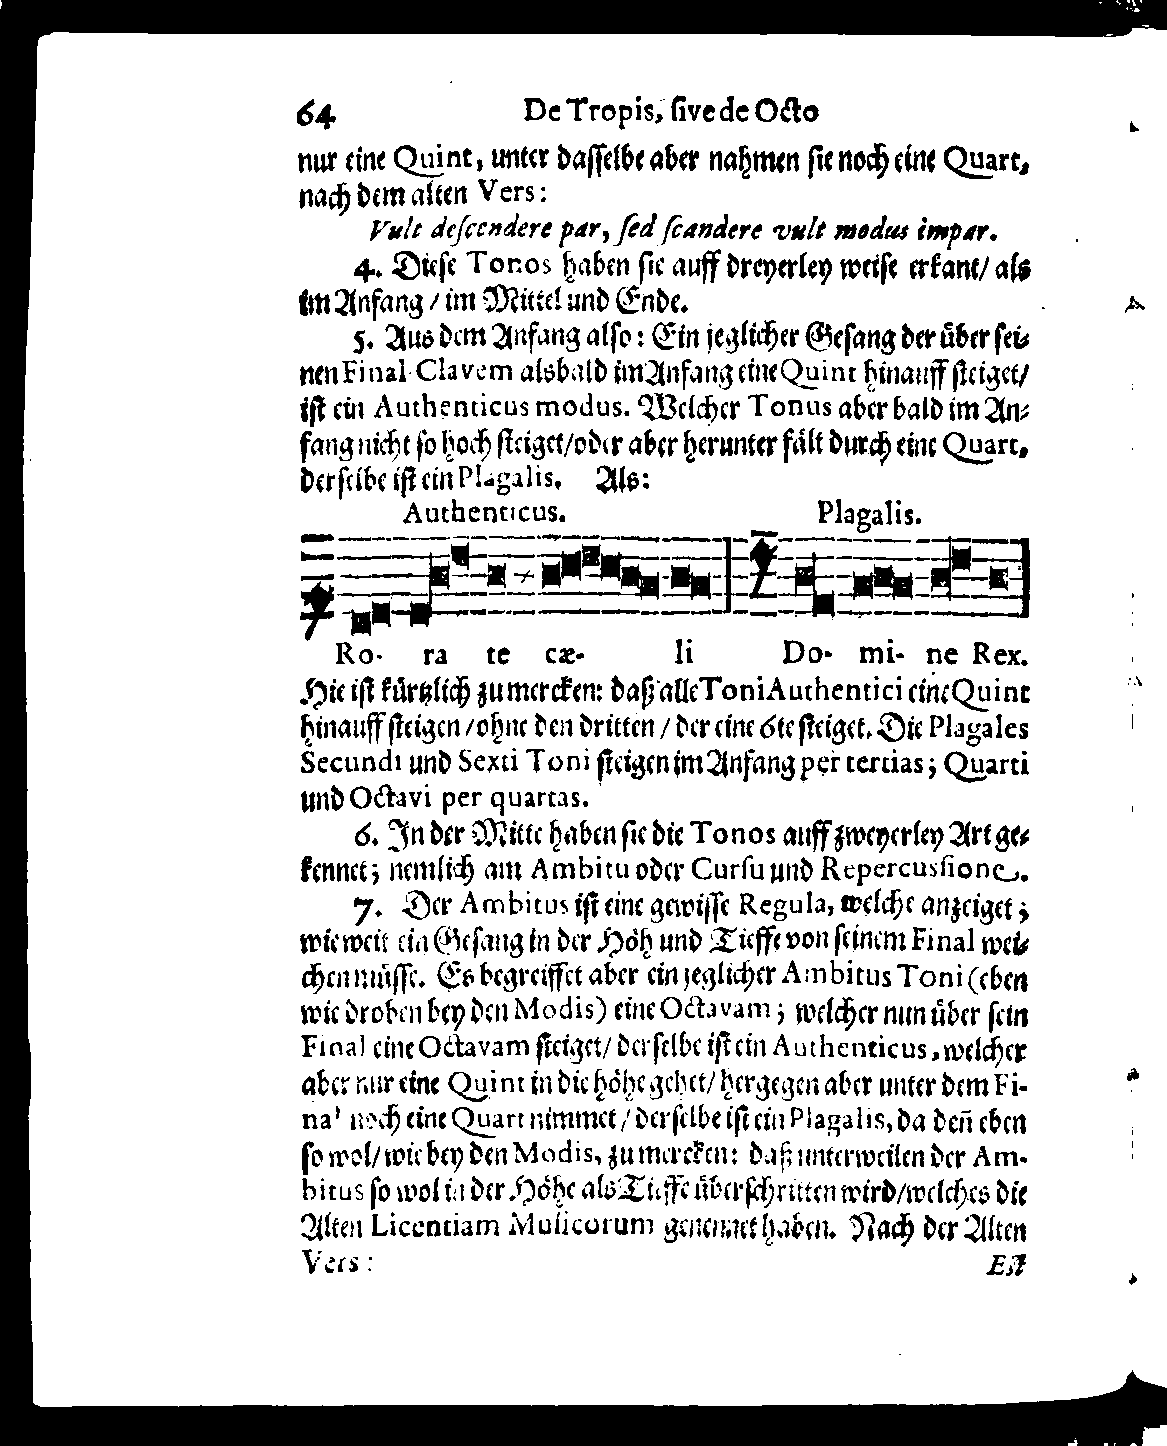 64 De Tropis, ſive de Octo
nur eine Quint, unter daſſelbe aber nahmen ſie noch eine Quart,
nach dem alten Vers:
Vult deſcendere par, ſed ſcandere vult modus impar.
4. Dieſe Tonos haben ſie auff dreyerley weiſe erkant/ als
im Anfang / im Mittel und Ende.
5. Aus dem Anfang alſo: Ein jeglicher Geſang der über ſei-
nen Final Clavem alsbald im Anfang eine Quint hinauff ſteiget/
iſt ein Authenticus modus. Welcher Tonus aber bald im An-
fang nicht ſo hoch ſteiget/oder aber herunter fält durch eine Quart,
derſelbe iſt ein Plagalis. Als:
Authenticus. Plagalis.
Ro- ra te cæ- li Do- mi- ne Rex.
Hie iſt kürtzlich zu mercken: daß alle Toni Authentici eine Quint
hinauff ſteigen /ohne den dritten / der eine 6te ſteiget. Die Plagales
Secundi und Sexti Toni ſteigen im Anfang per tertias; Quarti
und Octavi per quartas.
6. In der Mitte haben ſie die Tonos auff zweyerley Art ge-
kennet; nemlich am Ambitu oder Curſu und Repercuſſione.
7. Der Ambitus iſt eine gewiſſe Regula, welche anzeiget;
wie weit ein Geſang in der Höh und Tieffe von ſeinem Final wei-
chen müſſe. Es begreiffet aber ein jeglicher Ambitus Toni (eben
wie droben bey den Modis) eine Octavam; welcher nun über ſein
Final eine Octavam ſteiget/ derſelbe iſt ein Authenticus, welcher
aber nur eine Quint in die höhe gehet/ hergegen aber unter dem Fi-
nal noch eine Quart nimmet / derſelbe iſt ein Plagalis, da deñ eben
ſo wol/ wie bey den Modis, zu mercken: daß unterweilen der Am-
bitus ſo wol in der Höhe als Tieffe überſchritten wird/welches die
Alten Licentiam Muſicorum genennet haben. Nach der Alten
Vers:
Eſt